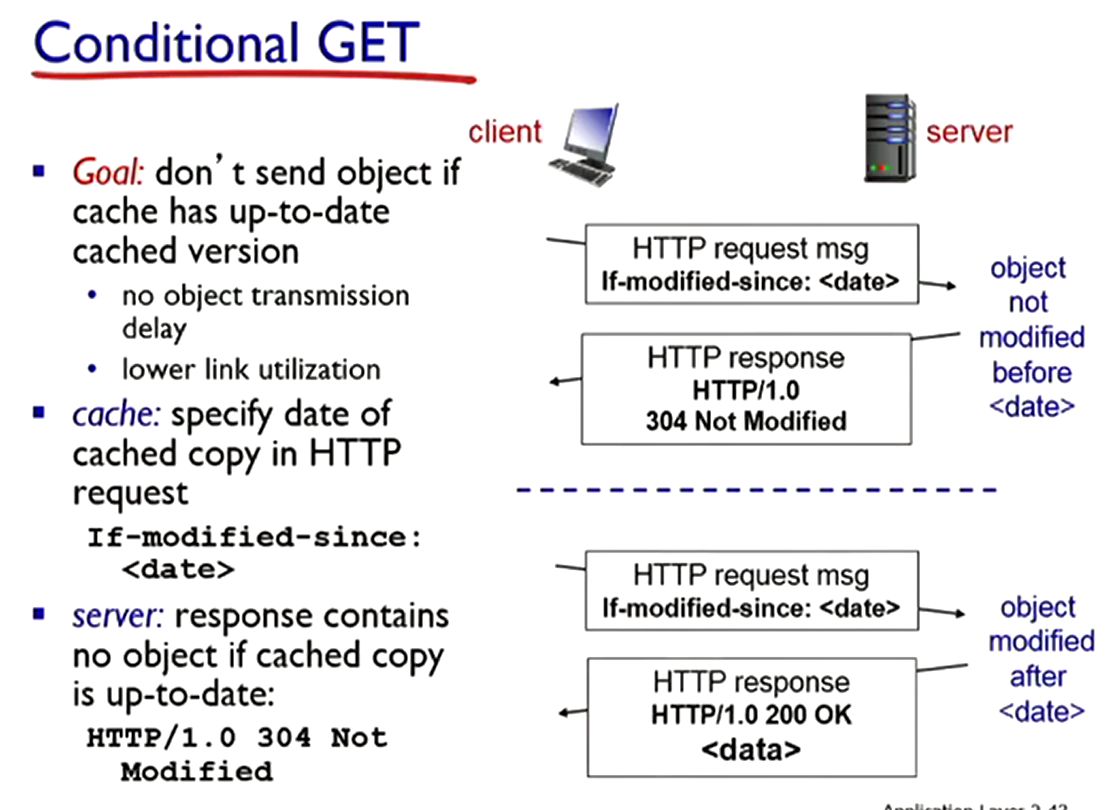 Conditional GET
Goal: don't send object if
cache has up-to-date
cached version
no object transmission
delay
lower link utilization
cache: specify date of
cached copy in HTTP
request
If-modified-since:
<date>
server: response contains
no object if cached copy
is up-to-date:
HTTP/1.0 304 Not
Modified
client
server
HTTP request msg
If-modified-since: <date>
object
not
modified
before
<date>
HTTP response
HTTP/1.0
304 Not Modified
HTTP request msg
If-modified-since: <date>
object
modified
after
<date>
HTTP response
HTTP/1.0 200 OK
<data>